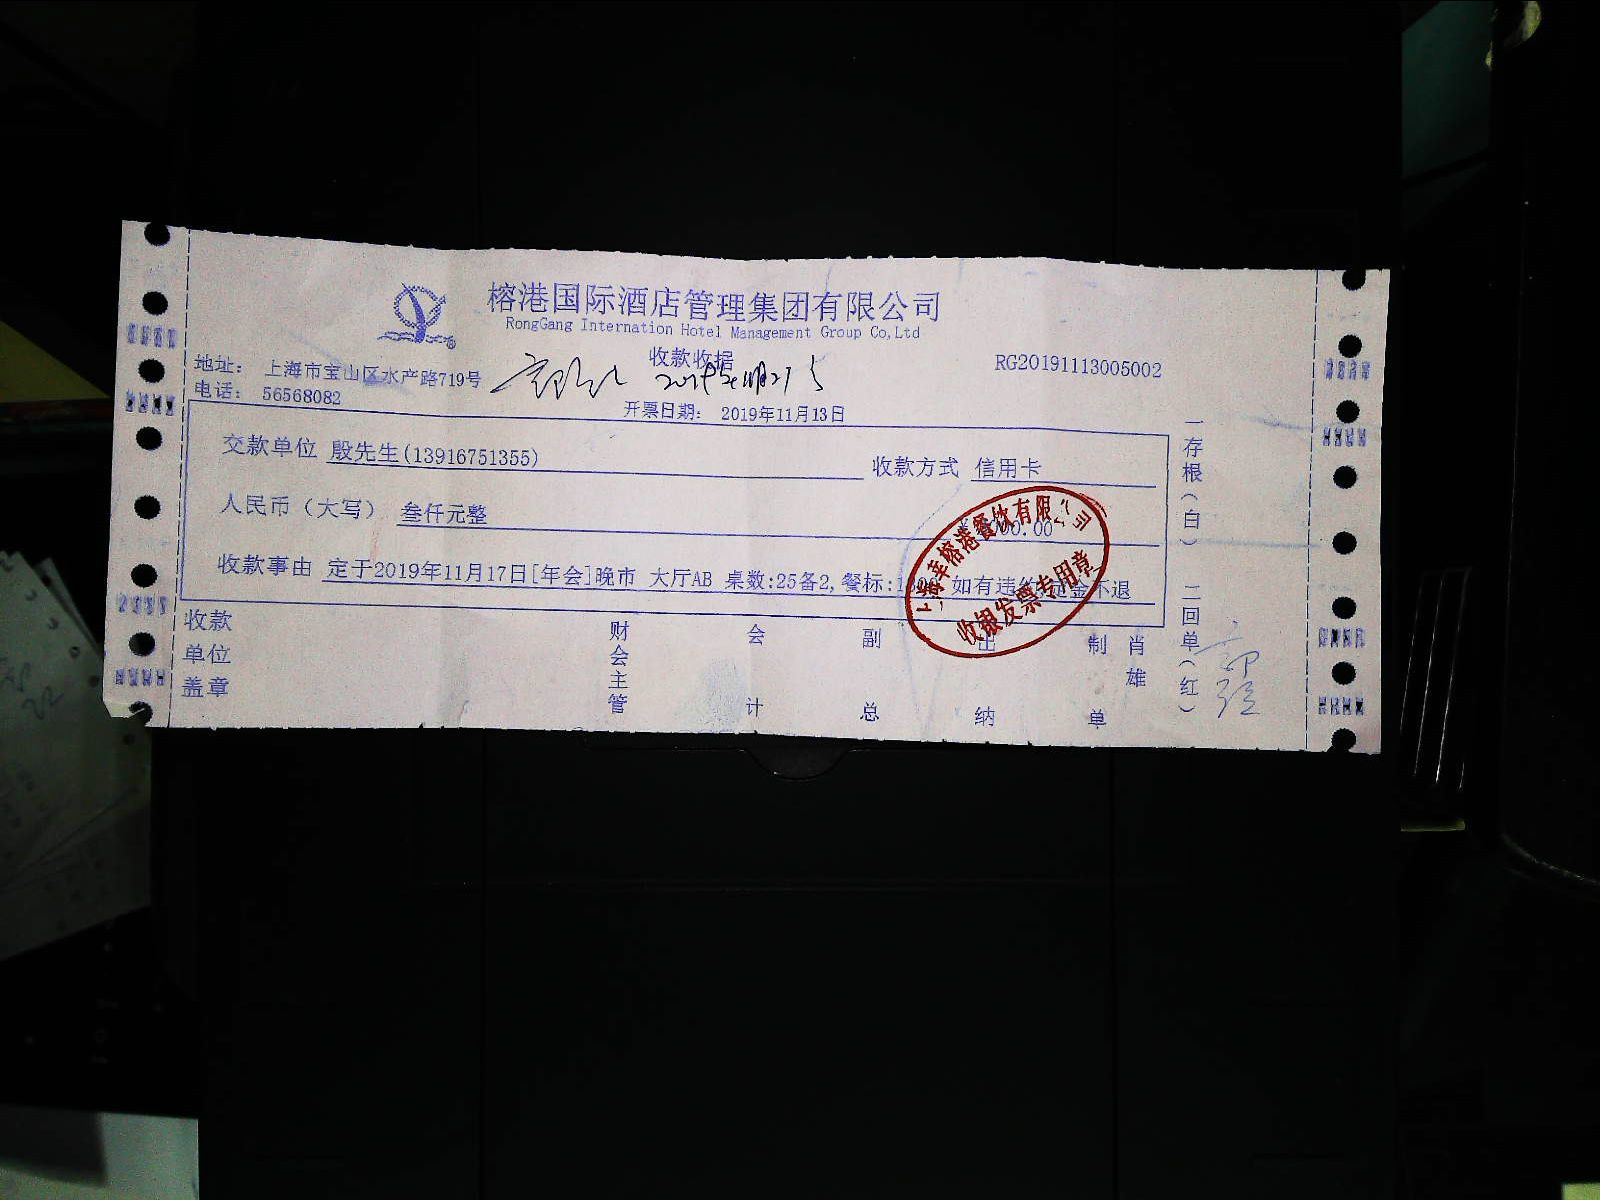 榕港国际酒店管理集团有限公司
RongGang Internation Hotel Management Group Co,Ltd
收款收据
RG20191113005002
地址： 上海市宝山区水产路719号
电话： 56568082
开票日期： 2019年11月13日
交款单位 殷先生(13916751355)
收款方式 信用卡
人民币（大写） 叁仟元整
收款事由 定于2019年11月17日[年会]晚市 大厅AB 桌数:25备2,餐标: 如有违约定金不退
榕港餐饮有限公司
收银发票专用章
收款单位盖章
财会主管
会计
副总
出纳
制单
肖雄
一存根（白） 二回单（红）